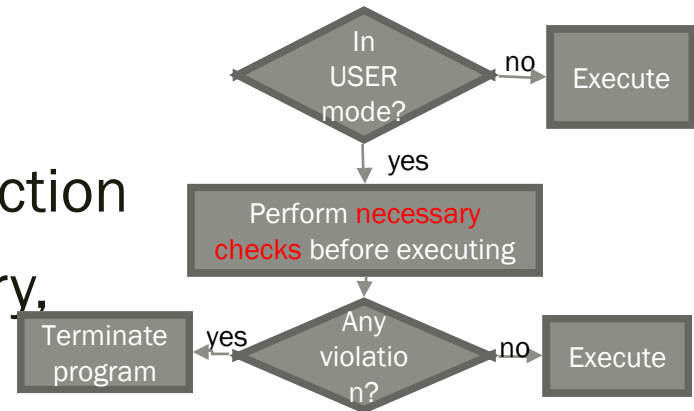 In
USER
mode?
no
Execute
yes
Perform necessary
checks before executing
ction
ry,
Terminate
program
yes
Any
violatio
n?
no
Execute